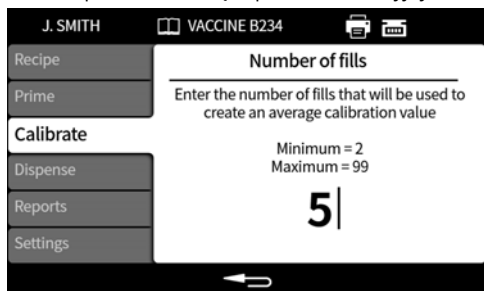 J. SMITH
VACCINE B234
Recipe
Prime
Calibrate
Dispense
Reports
Settings
Number of fills
Enter the number of fills that will be used to
create an average calibration value
Minimum = 2
Maximum = 99
5